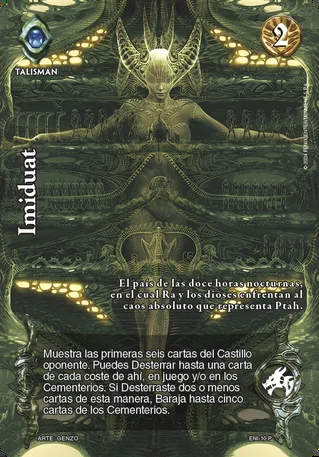 2
TALISMAN
Imiduat
El país de las doce horas nocturnas,
en el cual Ra y los dioses enfrentan al
caos absoluto que representa Ptah.
Muestra las primeras seis cartas del Castillo
oponente. Puedes Desterrar hasta una carta
de cada coste de ahí, en juego y/o en los
Cementerios. Si Desterraste dos o menos
cartas de esta manera, Baraja hasta cinco
cartas de los Cementerios.
ARTE: GENZO
ENI-10 P